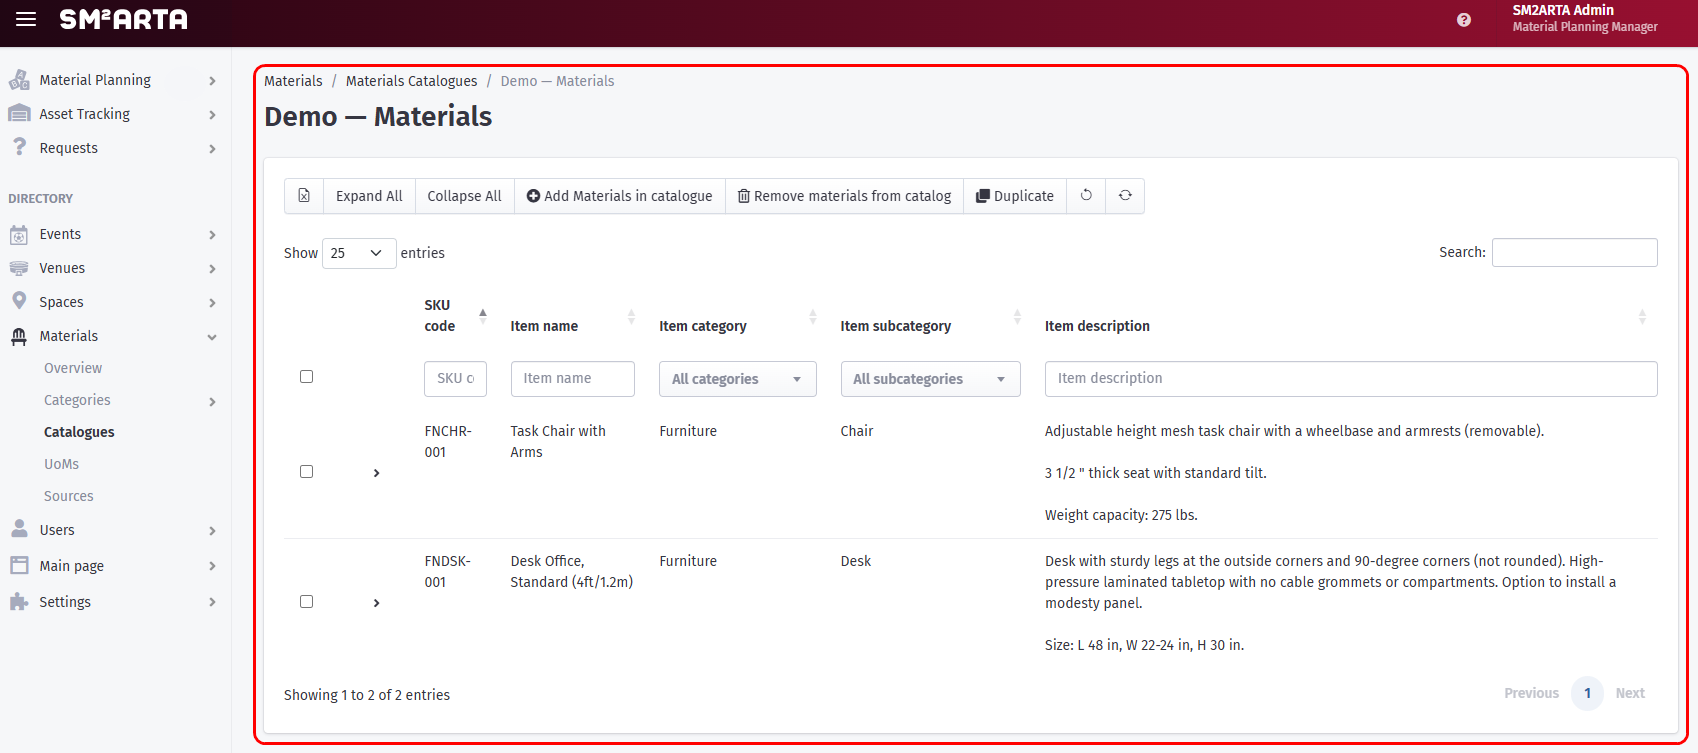 SM²ARTA
SM2ARTA Admin
Material Planning Manager
Material Planning
Asset Tracking
Requests
DIRECTORY
Events
Venues
Spaces
Materials
Overview
Categories
Catalogues
UoMs
Sources
Users
Main page
Settings
Materials / Materials Catalogues / Demo — Materials
Demo — Materials
Expand All Collapse All Add Materials in catalogue Remove materials from catalog Duplicate
Show 25 entries
Search:
SKU code Item name Item category Item subcategory Item description
SKU c Item name All categories All subcategories Item description
FNCHR-001 Task Chair with Arms Furniture Chair Adjustable height mesh task chair with a wheelbase and armrests (removable).
3 1/2 " thick seat with standard tilt.
Weight capacity: 275 lbs.
FNDSK-001 Desk Office, Standard (4ft/1.2m) Furniture Desk Desk with sturdy legs at the outside corners and 90-degree corners (not rounded). High-
pressure laminated tabletop with no cable grommets or compartments. Option to install a
modesty panel.
Size: L 48 in, W 22-24 in, H 30 in.
Showing 1 to 2 of 2 entries
Previous 1 Next